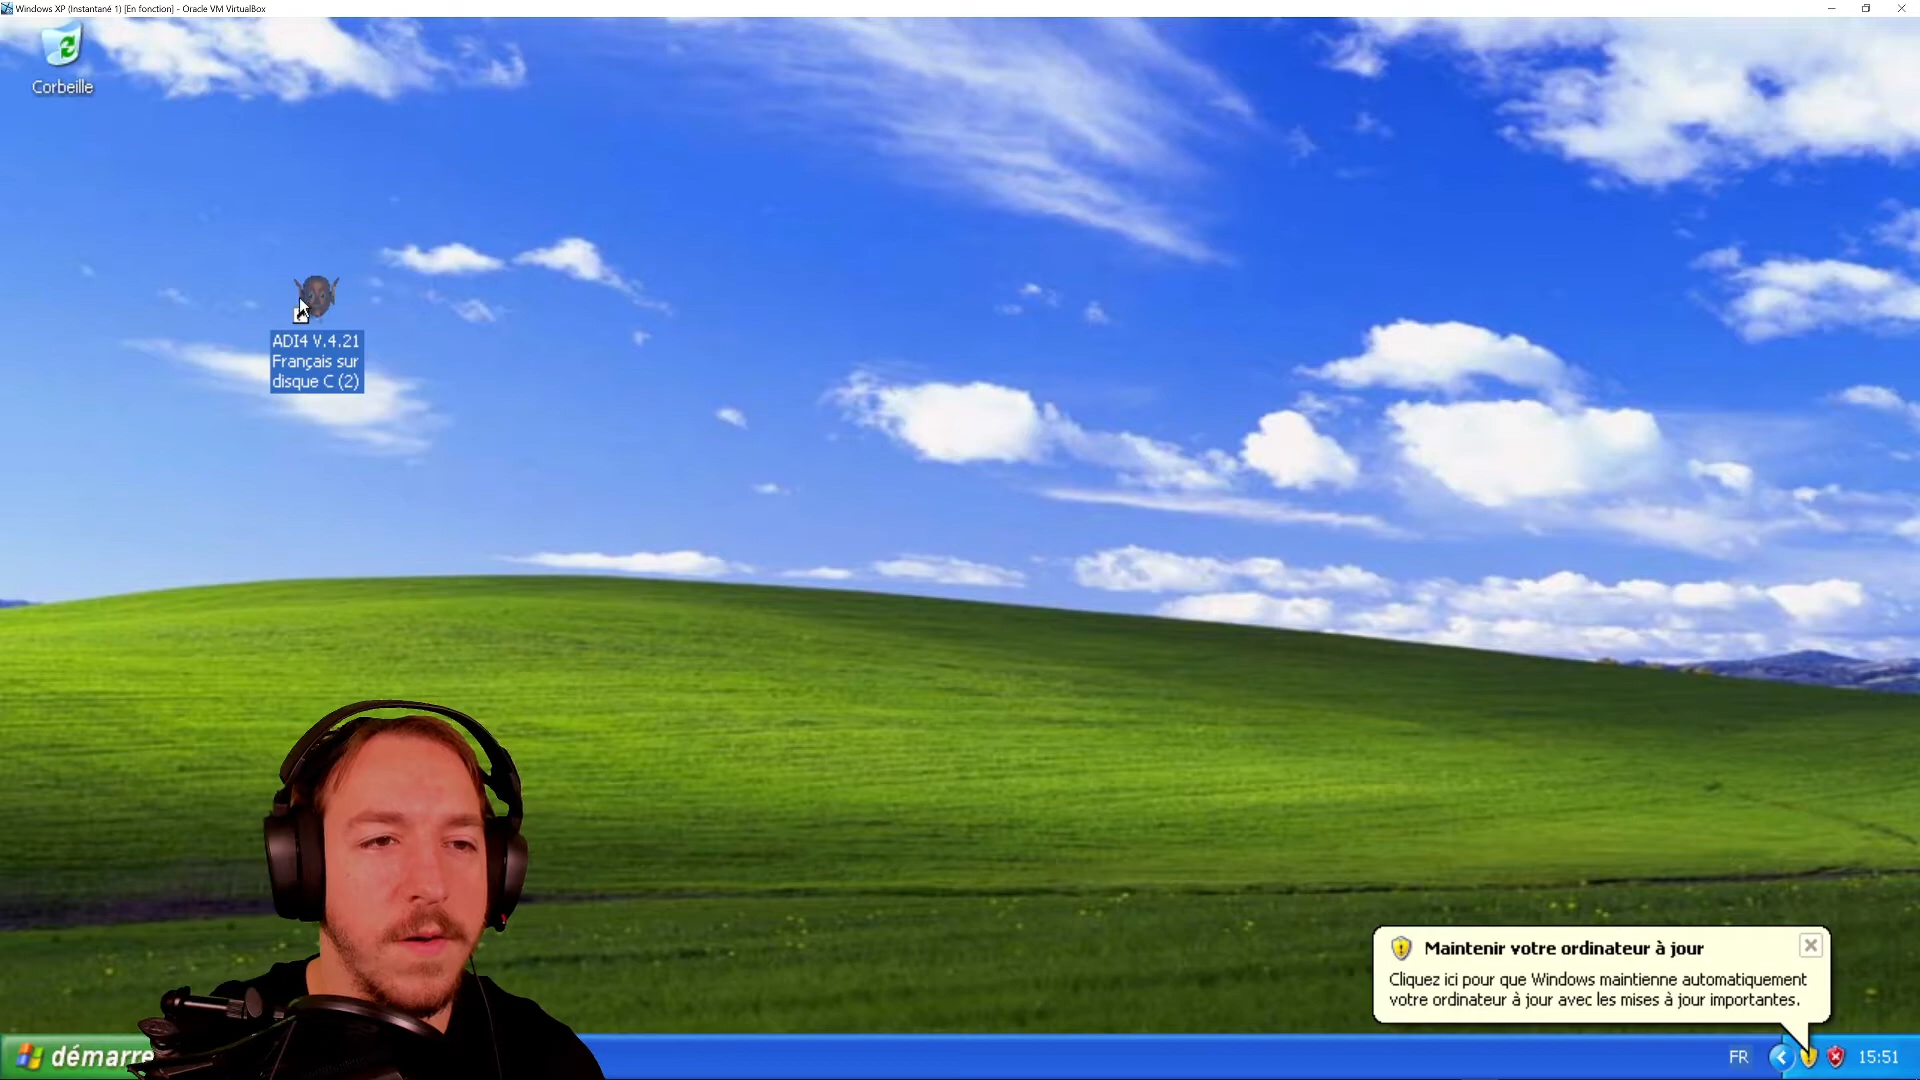 Windows XP (Instantané 1) [En fonction] - Oracle VM VirtualBox
Corbeille
ADI4 V.4.21
Français sur
disque C (2)
Maintenir votre ordinateur à jour
Cliquez ici pour que Windows maintienne automatiquement
votre ordinateur à jour avec les mises à jour importantes.
démarre
FR
15:51